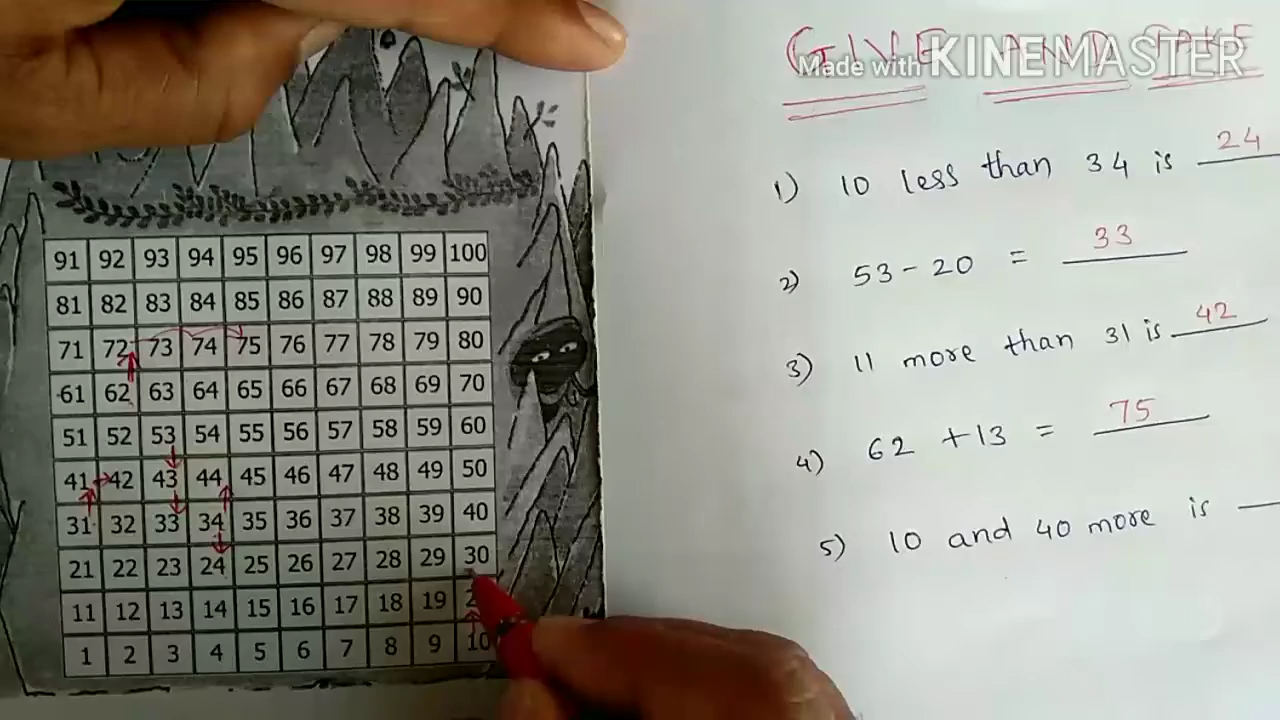 91 92 93 94 95 96 97 98 99 100
81 82 83 84 85 86 87 88 89 90
71 72 73 74 75 76 77 78 79 80
61 62 63 64 65 66 67 68 69 70
51 52 53 54 55 56 57 58 59 60
41 42 43 44 45 46 47 48 49 50
31 32 33 34 35 36 37 38 39 40
21 22 23 24 25 26 27 28 29 30
11 12 13 14 15 16 17 18 19
1 2 3 4 5 6 7 8 9 10
GIVE AND TAKE
Made with KINEMASTER
1) 10 less than 34 is 24
2) 53 - 20 = 33
3) 11 more than 31 is 42
4) 62 + 13 = 75
5) 10 and 40 more is